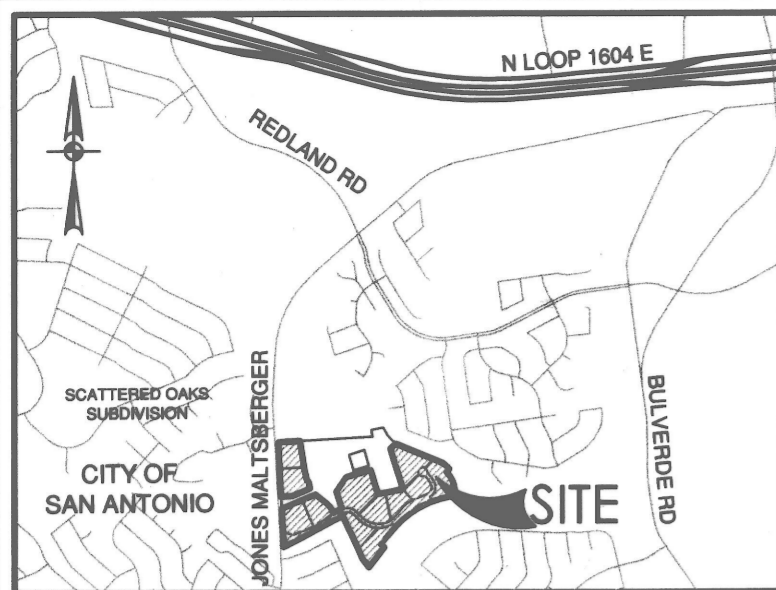 N LOOP 1604 E
REDLAND RD
JONES MALTSBERGER
SCATTERED OAKS
SUBDIVISION
BULVERDE RD
CITY OF
SAN ANTONIO
SITE